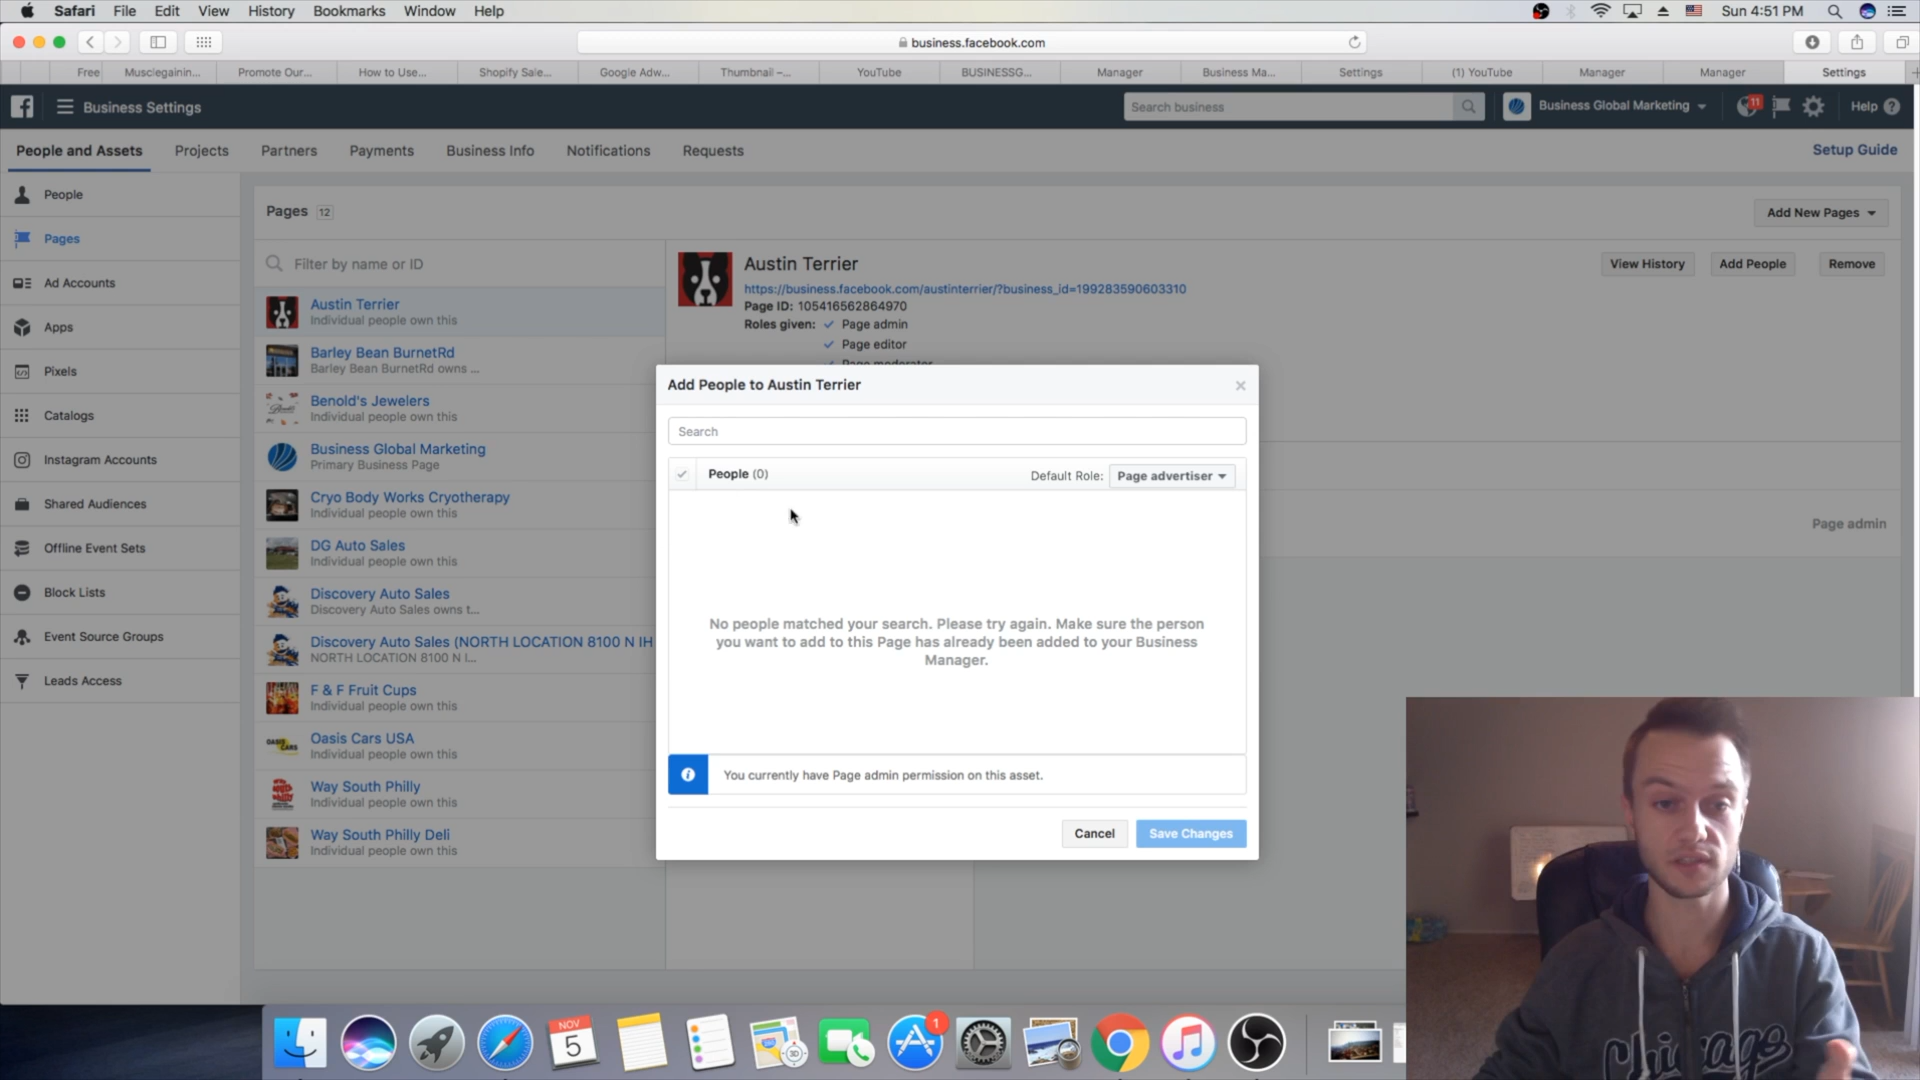 Safari File Edit View History Bookmarks Window Help Sun 4:51 PM
business.facebook.com
Free Musclegainin... Promote Our... How to Use... Shopify Sale... Google Adw... Thumbnail –... YouTube BUSINESSG... Manager Business Ma... Settings (1) YouTube Manager Manager Settings
Business Settings Search business Business Global Marketing 11 Help
People and Assets Projects Partners Payments Business Info Notifications Requests Setup Guide
People
Pages
Ad Accounts
Apps
Pixels
Catalogs
Instagram Accounts
Shared Audiences
Offline Event Sets
Block Lists
Event Source Groups
Leads Access
Pages 12
Add New Pages
Filter by name or ID
Austin Terrier
Individual people own this
Barley Bean BurnetRd
Barley Bean BurnetRd owns ...
Benold's Jewelers
Individual people own this
Business Global Marketing
Primary Business Page
Cryo Body Works Cryotherapy
Individual people own this
DG Auto Sales
Individual people own this
Discovery Auto Sales
Discovery Auto Sales owns t...
Discovery Auto Sales (NORTH LOCATION 8100 N IH
NORTH LOCATION 8100 N I...
F & F Fruit Cups
Individual people own this
Oasis Cars USA
Individual people own this
Way South Philly
Individual people own this
Way South Philly Deli
Individual people own this
Austin Terrier
View History Add People Remove
https://business.facebook.com/austinterrier/?business_id=199283590603310
Page ID: 105416562864970
Roles given: Page admin
Page editor
Page moderator
Page admin
Add People to Austin Terrier
Search
People (0) Default Role: Page advertiser
No people matched your search. Please try again. Make sure the person
you want to add to this Page has already been added to your Business
Manager.
You currently have Page admin permission on this asset.
Cancel Save Changes
NOV
5
1
Chicago